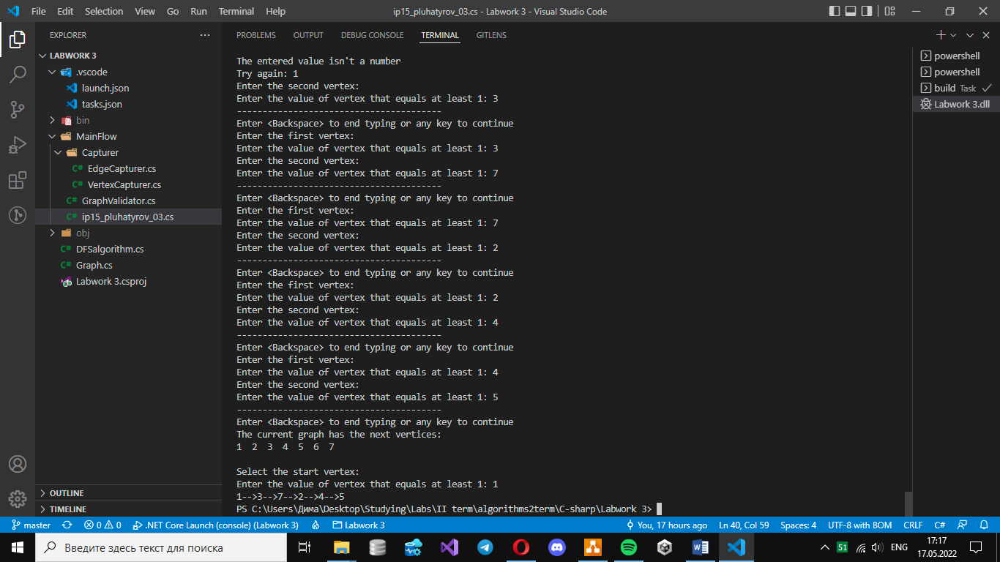 File Edit Selection View Go Run Terminal Help
ip15_pluhatyrov_03.cs - Labwork 3 - Visual Studio Code
EXPLORER
LABWORK 3
.vscode
launch.json
tasks.json
bin
MainFlow
Capturer
C# EdgeCapturer.cs
C# VertexCapturer.cs
C# GraphValidator.cs
C# ip15_pluhatyrov_03.cs
obj
C# DFSalgorithm.cs
C# Graph.cs
Labwork 3.csproj
OUTLINE
TIMELINE
PROBLEMS OUTPUT DEBUG CONSOLE TERMINAL GITLENS
The entered value isn't a number
Try again: 1
Enter the second vertex:
Enter the value of vertex that equals at least 1: 3
----------------------------------------
Enter <Backspace> to end typing or any key to continue
Enter the first vertex:
Enter the value of vertex that equals at least 1: 3
Enter the second vertex:
Enter the value of vertex that equals at least 1: 7
----------------------------------------
Enter <Backspace> to end typing or any key to continue
Enter the first vertex:
Enter the value of vertex that equals at least 1: 7
Enter the second vertex:
Enter the value of vertex that equals at least 1: 2
----------------------------------------
Enter <Backspace> to end typing or any key to continue
Enter the first vertex:
Enter the value of vertex that equals at least 1: 2
Enter the second vertex:
Enter the value of vertex that equals at least 1: 4
----------------------------------------
Enter <Backspace> to end typing or any key to continue
Enter the first vertex:
Enter the value of vertex that equals at least 1: 4
Enter the second vertex:
Enter the value of vertex that equals at least 1: 5
----------------------------------------
Enter <Backspace> to end typing or any key to continue
The current graph has the next vertices:
1 2 3 4 5 6 7
Select the start vertex:
Enter the value of vertex that equals at least 1: 1
1-->3-->7-->2-->4-->5
PS C:\Users\Дима\Desktop\Studying\Labs\II term\algorithms2term\C-sharp\Labwork 3>
powershell
powershell
build Task
Labwork 3.dll
master 0 0 .NET Core Launch (console) (Labwork 3) Labwork 3 You, 17 hours ago Ln 40, Col 59 Spaces: 4 UTF-8 with BOM CRLF C#
Введите здесь текст для поиска
51 ENG
17:17
17.05.2022